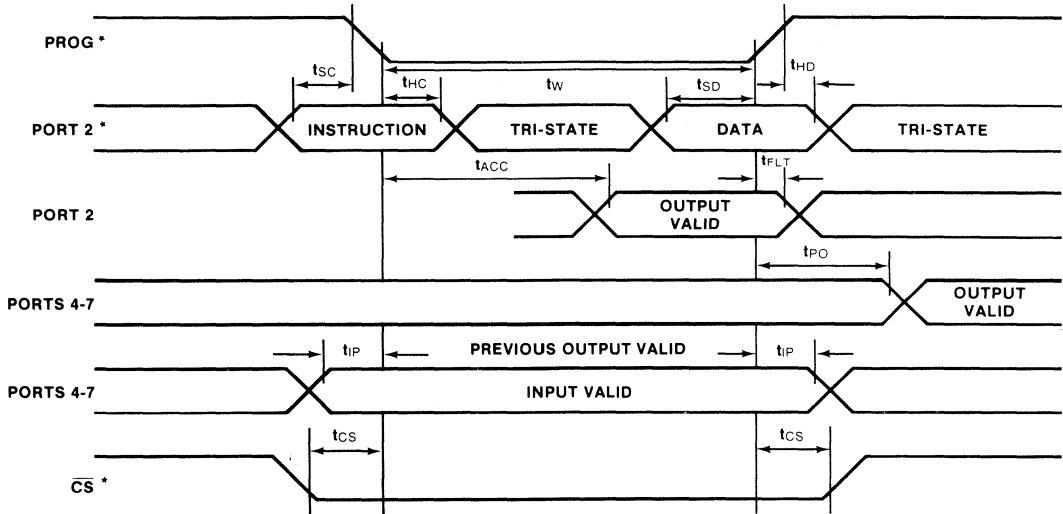 PROG *
tSC
tHC
tW
tSD
tHD
PORT 2 *
INSTRUCTION
TRI-STATE
DATA
TRI-STATE
tACC
tFLT
PORT 2
OUTPUT
VALID
tPO
PORTS 4-7
OUTPUT
VALID
tIP
PREVIOUS OUTPUT VALID
tIP
PORTS 4-7
INPUT VALID
tCS
tCS
CS *